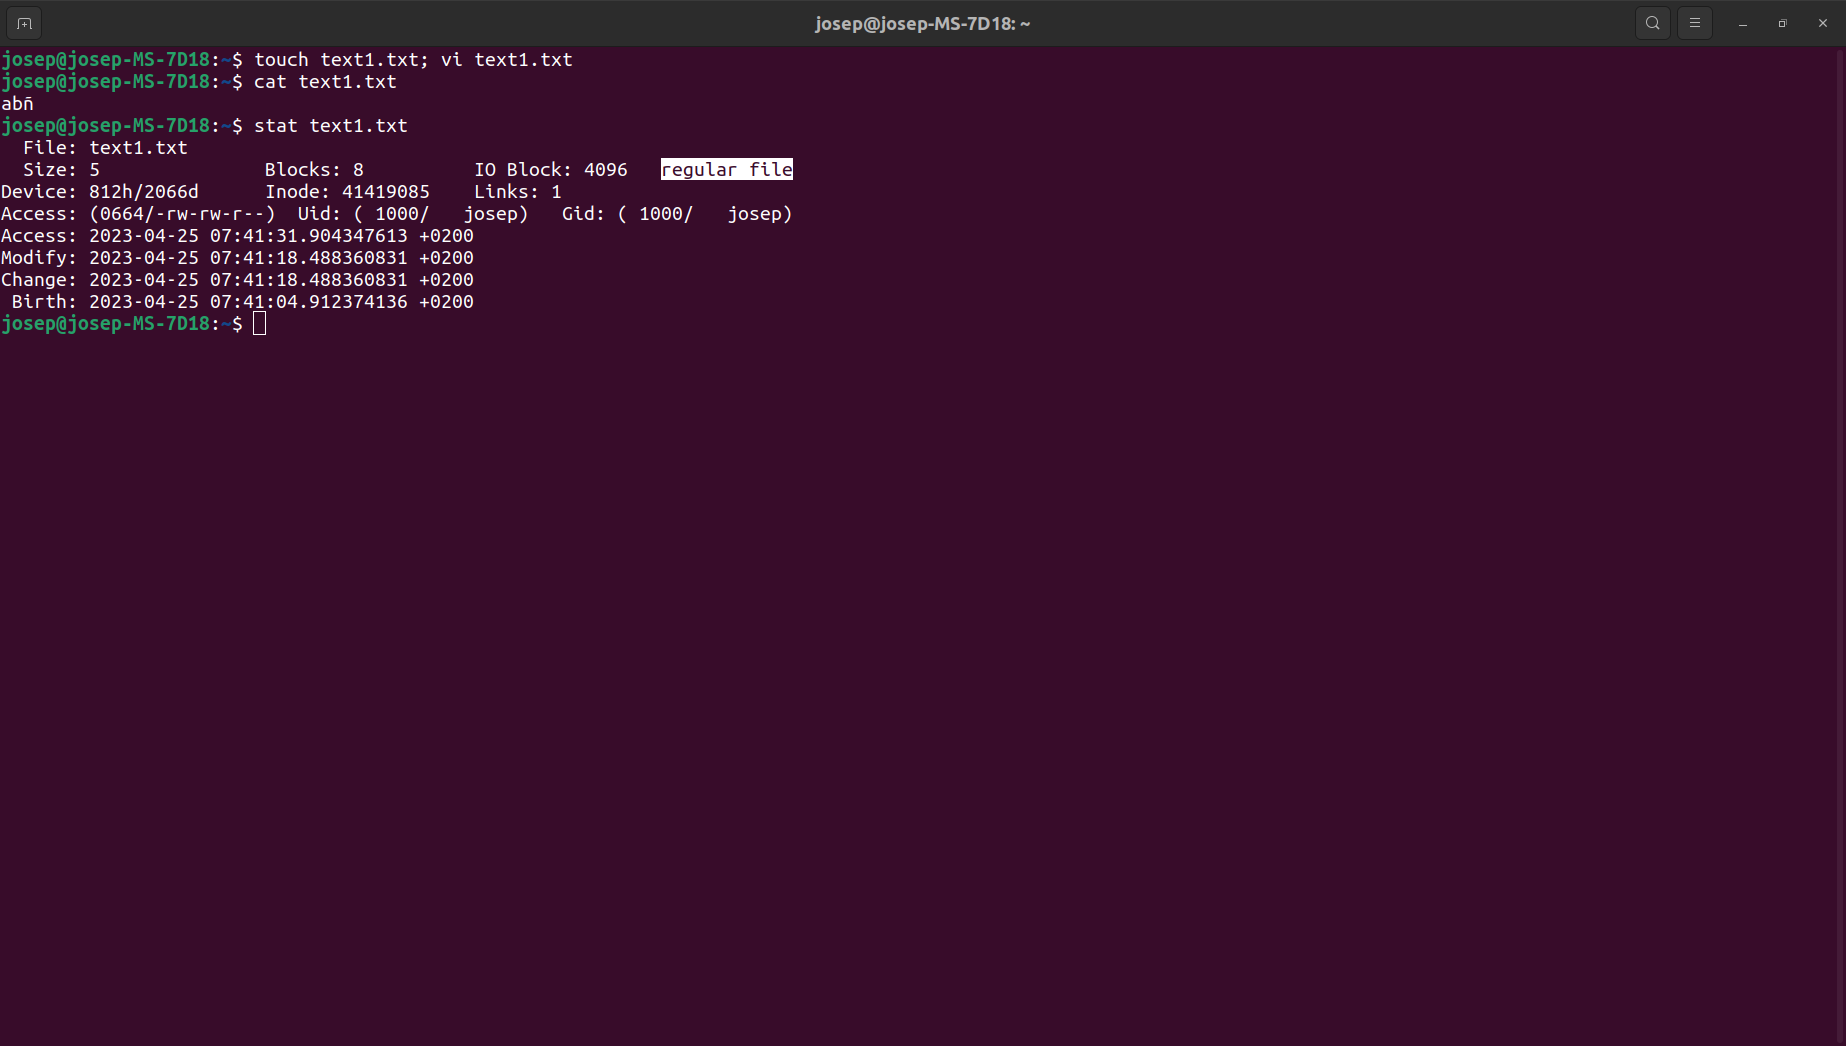 josep@josep-MS-7D18: ~
josep@josep-MS-7D18:~$ touch text1.txt; vi text1.txt
josep@josep-MS-7D18:~$ cat text1.txt
abñ
josep@josep-MS-7D18:~$ stat text1.txt
  File: text1.txt
  Size: 5               Blocks: 8          IO Block: 4096   regular file
Device: 812h/2066d      Inode: 41419085    Links: 1
Access: (0664/-rw-rw-r--)  Uid: ( 1000/   josep)   Gid: ( 1000/   josep)
Access: 2023-04-25 07:41:31.904347613 +0200
Modify: 2023-04-25 07:41:18.488360831 +0200
Change: 2023-04-25 07:41:18.488360831 +0200
 Birth: 2023-04-25 07:41:04.912374136 +0200
josep@josep-MS-7D18:~$